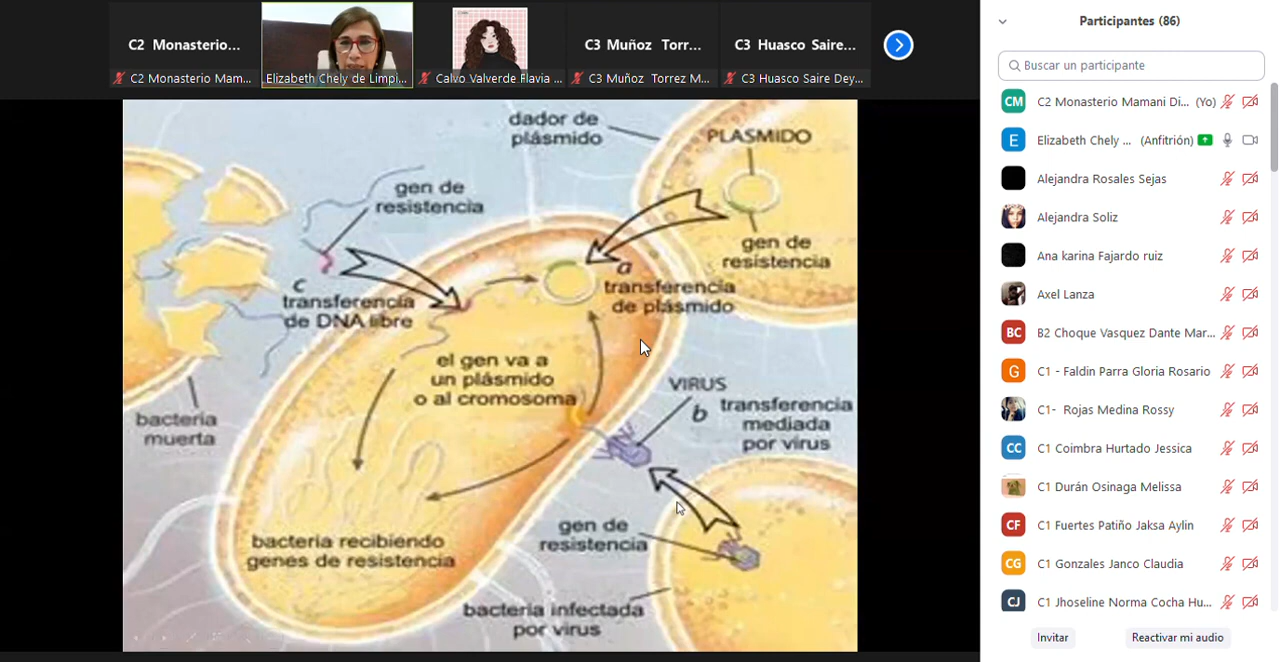 C2 Monasterio...
C3 Muñoz Torr...
C3 Huasco Saire...
C2 Monasterio Mam...
Elizabeth Chely de Limpi...
Calvo Valverde Flavia ...
C3 Muñoz Torrez M...
C3 Huasco Saire Dey...
dador de
plásmido
PLASMIDO
gen de
resistencia
gen de
resistencia
a
transferencia
de plásmido
c
transferencia
de DNA libre
el gen va a
un plásmido
o al cromosoma
VIRUS
b
transferencia
mediada
por virus
bacteria
muerta
gen de
resistencia
bacteria recibiendo
genes de resistencia
bacteria infectada
por virus
Participantes (86)
Buscar un participante
CM C2 Monasterio Mamani Di... (Yo)
E Elizabeth Chely ... (Anfitrión)
Alejandra Rosales Sejas
Alejandra Soliz
Ana karina Fajardo ruiz
Axel Lanza
BC B2 Choque Vasquez Dante Mar...
G C1 - Faldin Parra Gloria Rosario
C1- Rojas Medina Rossy
CC C1 Coimbra Hurtado Jessica
C1 Durán Osinaga Melissa
CF C1 Fuertes Patiño Jaksa Aylin
CG C1 Gonzales Janco Claudia
CJ C1 Jhoseline Norma Cocha Hu...
Invitar
Reactivar mi audio